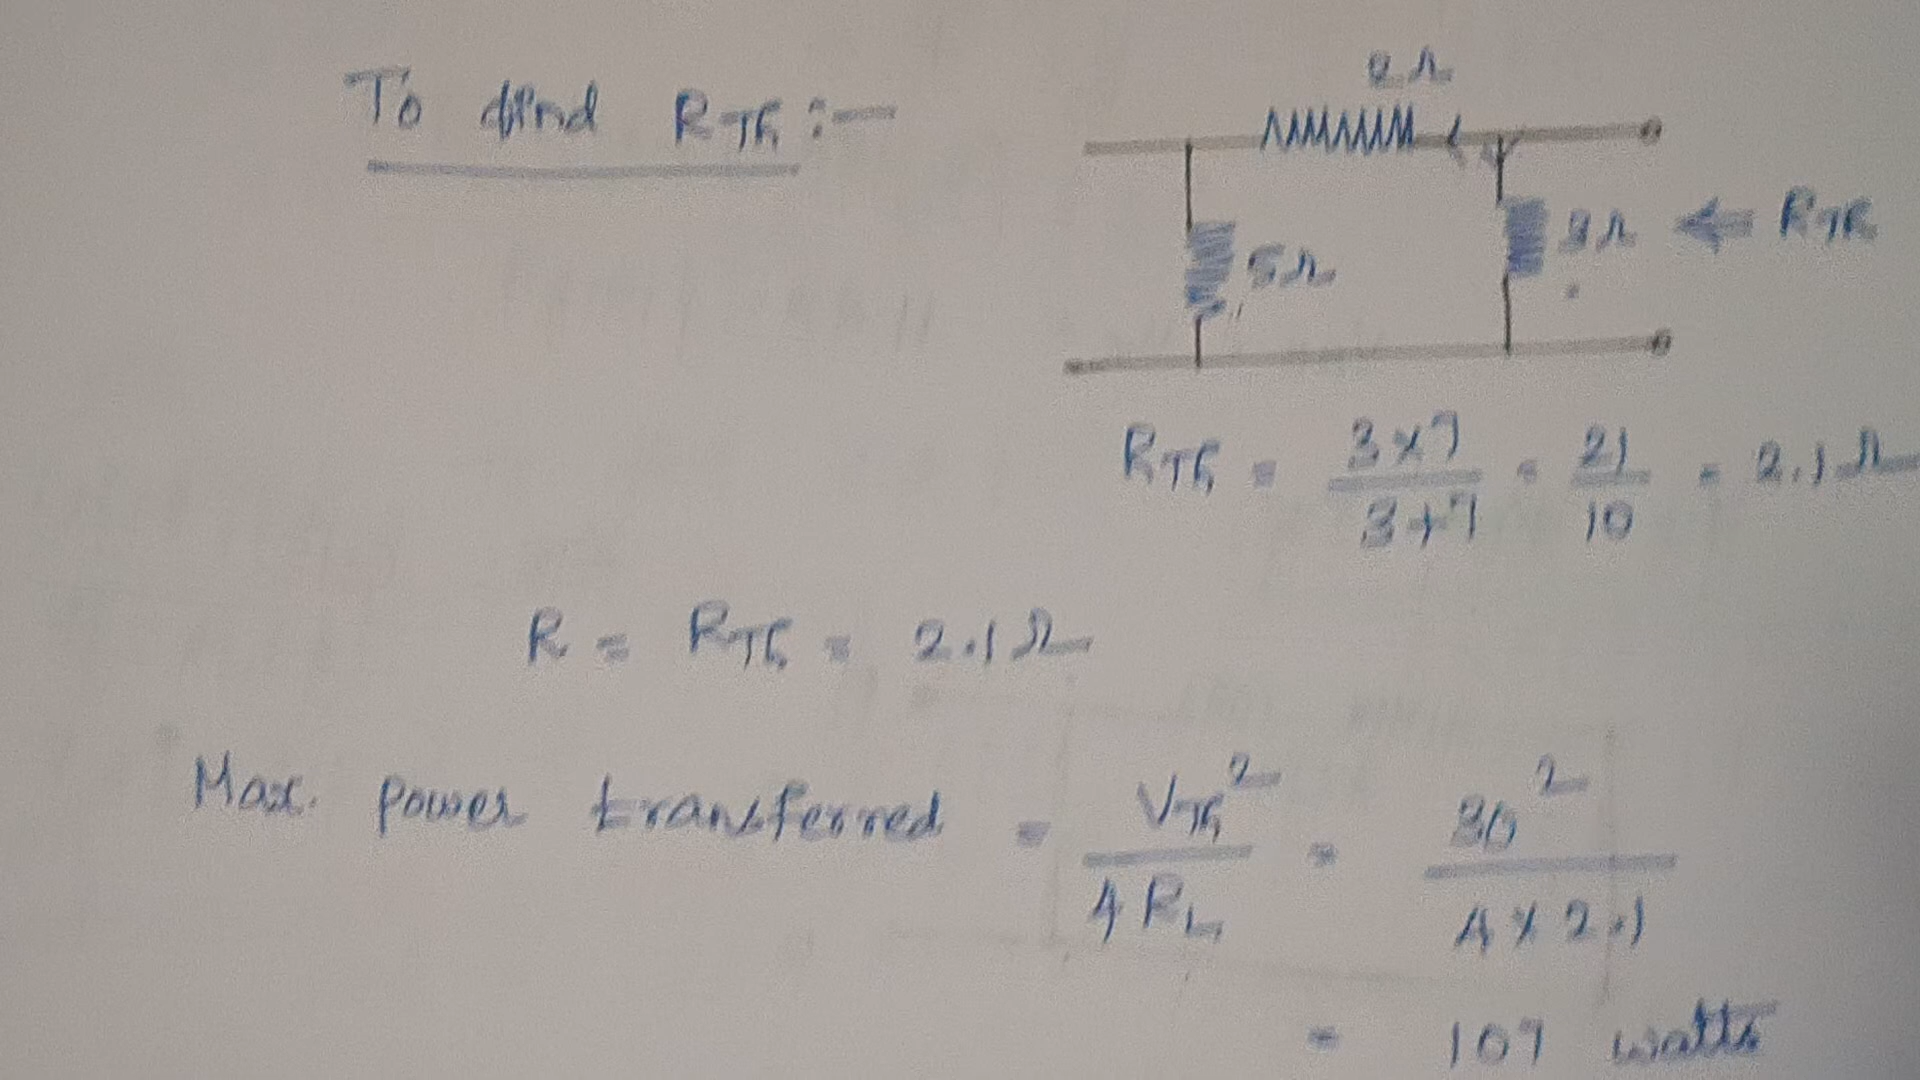 To find RTh :-
2Ω
5Ω
3Ω ← RTh
RTh = 3×7 / 3+7 = 21 / 10 = 2.1Ω
R = RTh = 2.1Ω
Max. power transferred = VTh² / 4RL = 30² / 4×2.1
= 107 watts